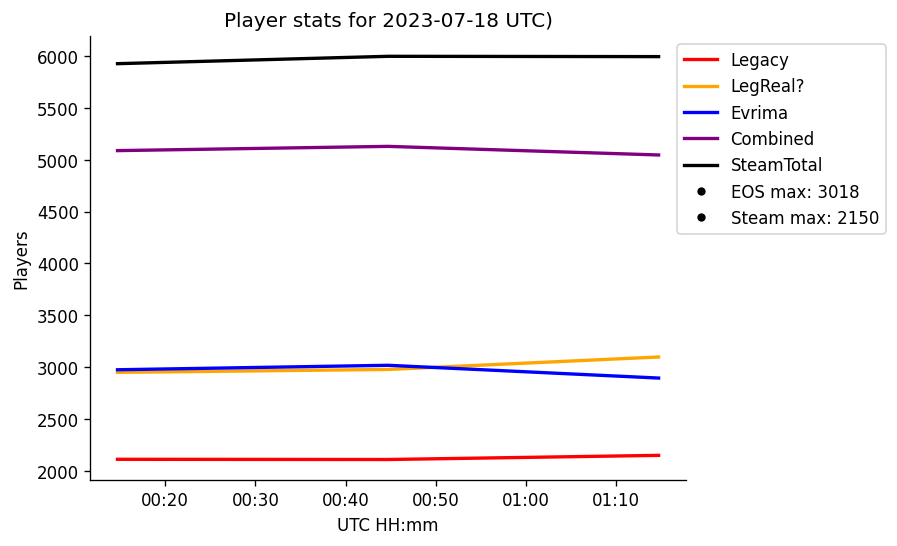 Player stats for 2023-07-18 UTC)
6000
5500
5000
4500
4000
3500
3000
2500
2000
Players
00:20
00:30
00:40
00:50
01:00
01:10
UTC HH:mm
Legacy
LegReal?
Evrima
Combined
SteamTotal
EOS max: 3018
Steam max: 2150